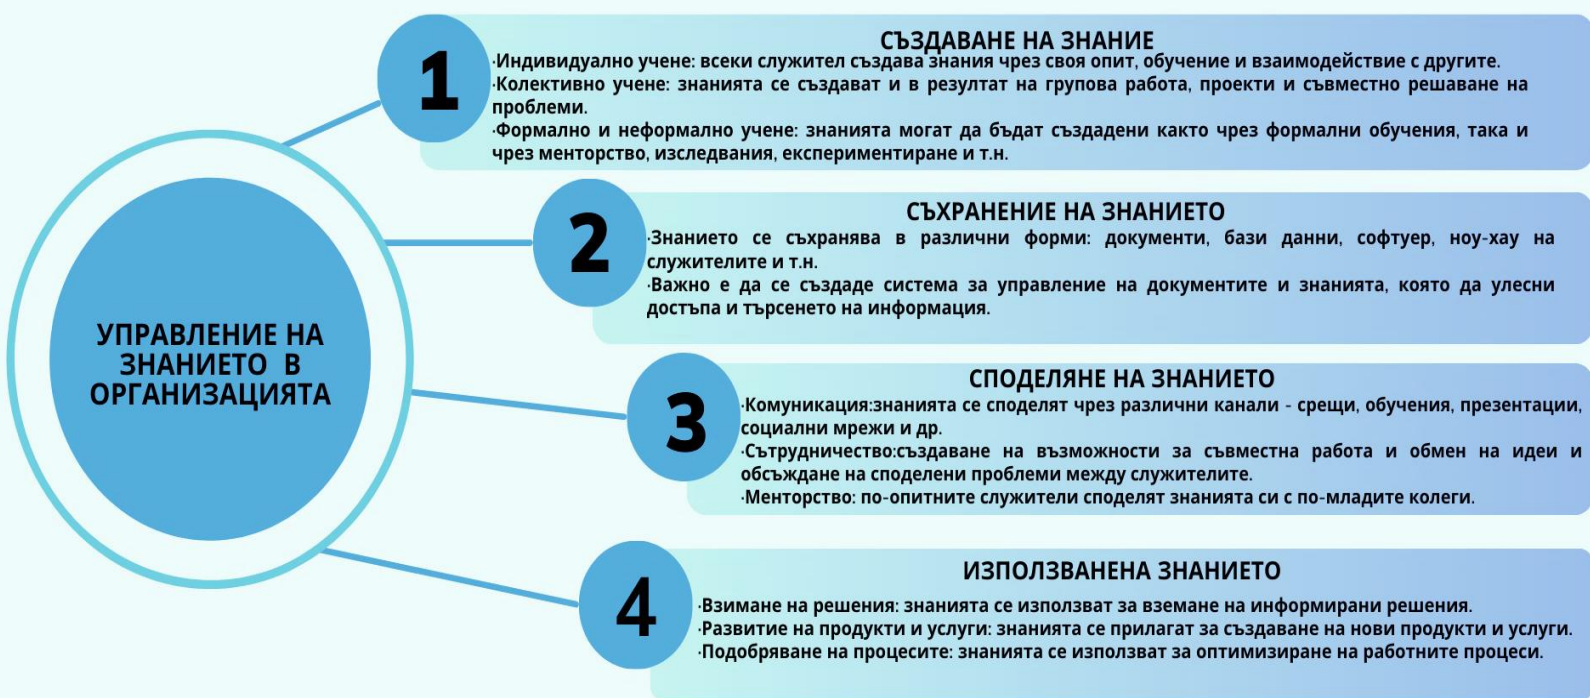 УПРАВЛЕНИЕ НА
ЗНАНИЕТО В
ОРГАНИЗАЦИЯТА
1
СЪЗДАВАНЕ НА ЗНАНИЕ
·Индивидуално учене: всеки служител създава знания чрез своя опит, обучение и взаимодействие с другите.
·Колективно учене: знанията се създават и в резултат на групова работа, проекти и съвместно решаване на
проблеми.
·Формално и неформално учене: знанията могат да бъдат създадени както чрез формални обучения, така и
чрез менторство, изследвания, експериментиране и т.н.
2
СЪХРАНЕНИЕ НА ЗНАНИЕТО
·Знанието се съхранява в различни форми: документи, бази данни, софтуер, ноу-хау на
служителите и т.н.
·Важно е да се създаде система за управление на документите и знанията, която да улесни
достъпа и търсенето на информация.
3
СПОДЕЛЯНЕ НА ЗНАНИЕТО
·Комуникация:знанията се споделят чрез различни канали - срещи, обучения, презентации,
социални мрежи и др.
·Сътрудничество:създаване на възможности за съвместна работа и обмен на идеи и
обсъждане на споделени проблеми между служителите.
·Менторство: по-опитните служители споделят знанията си с по-младите колеги.
4
ИЗПОЛЗВАНЕНА ЗНАНИЕТО
·Взимане на решения: знанията се използват за вземане на информирани решения.
·Развитие на продукти и услуги: знанията се прилагат за създаване на нови продукти и услуги.
·Подобряване на процесите: знанията се използват за оптимизиране на работните процеси.